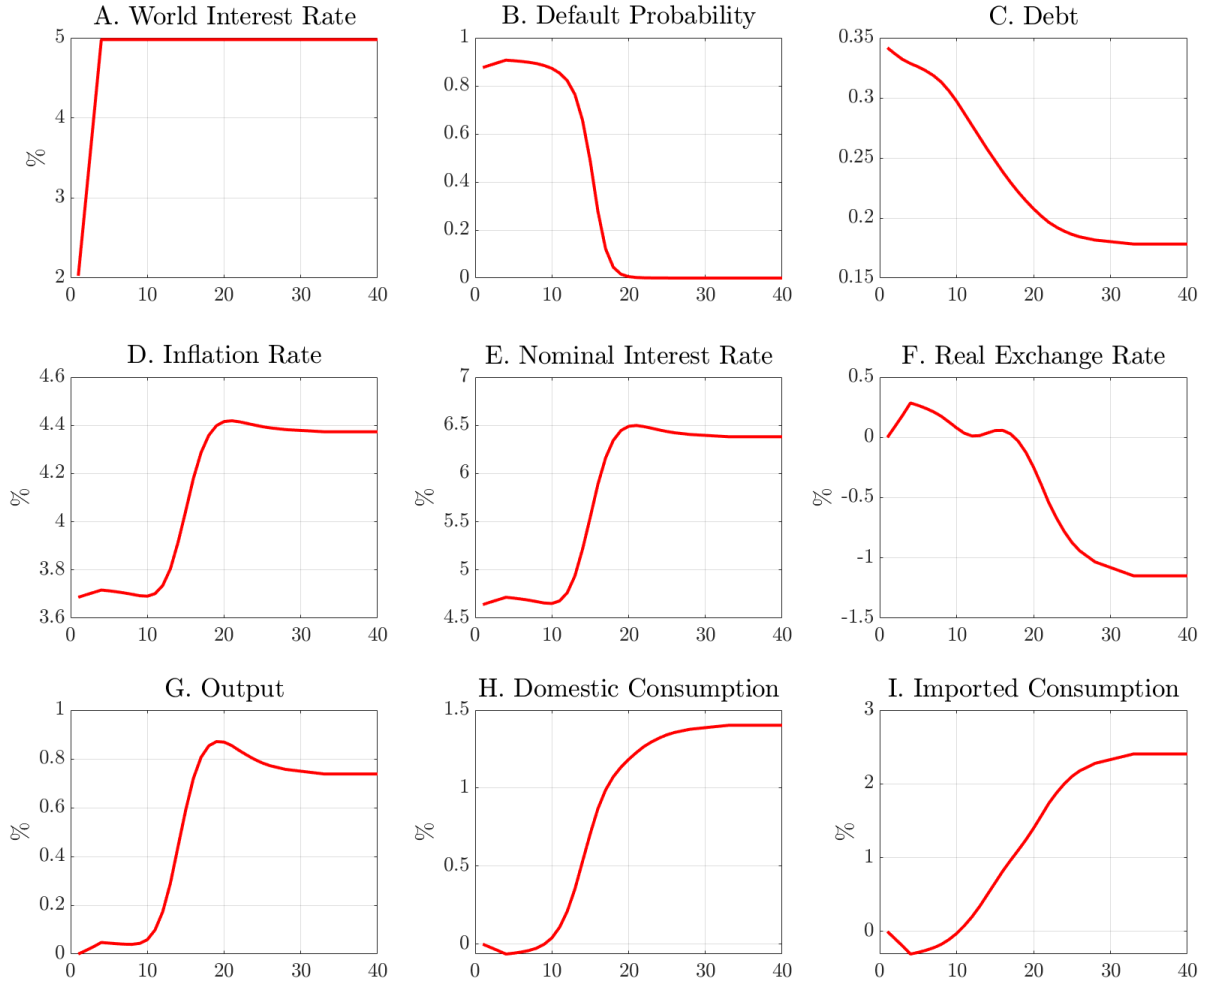 A. World Interest Rate
%
5
4
3
2
0 10 20 30 40
B. Default Probability
1
0.8
0.6
0.4
0.2
0
0 10 20 30 40
C. Debt
0.35
0.3
0.25
0.2
0.15
0 10 20 30 40
D. Inflation Rate
%
4.6
4.4
4.2
4
3.8
3.6
0 10 20 30 40
E. Nominal Interest Rate
%
7
6.5
6
5.5
5
4.5
0 10 20 30 40
F. Real Exchange Rate
%
0.5
0
-0.5
-1
-1.5
0 10 20 30 40
G. Output
%
1
0.8
0.6
0.4
0.2
0
0 10 20 30 40
H. Domestic Consumption
%
1.5
1
0.5
0
0 10 20 30 40
I. Imported Consumption
%
3
2
1
0
0 10 20 30 40